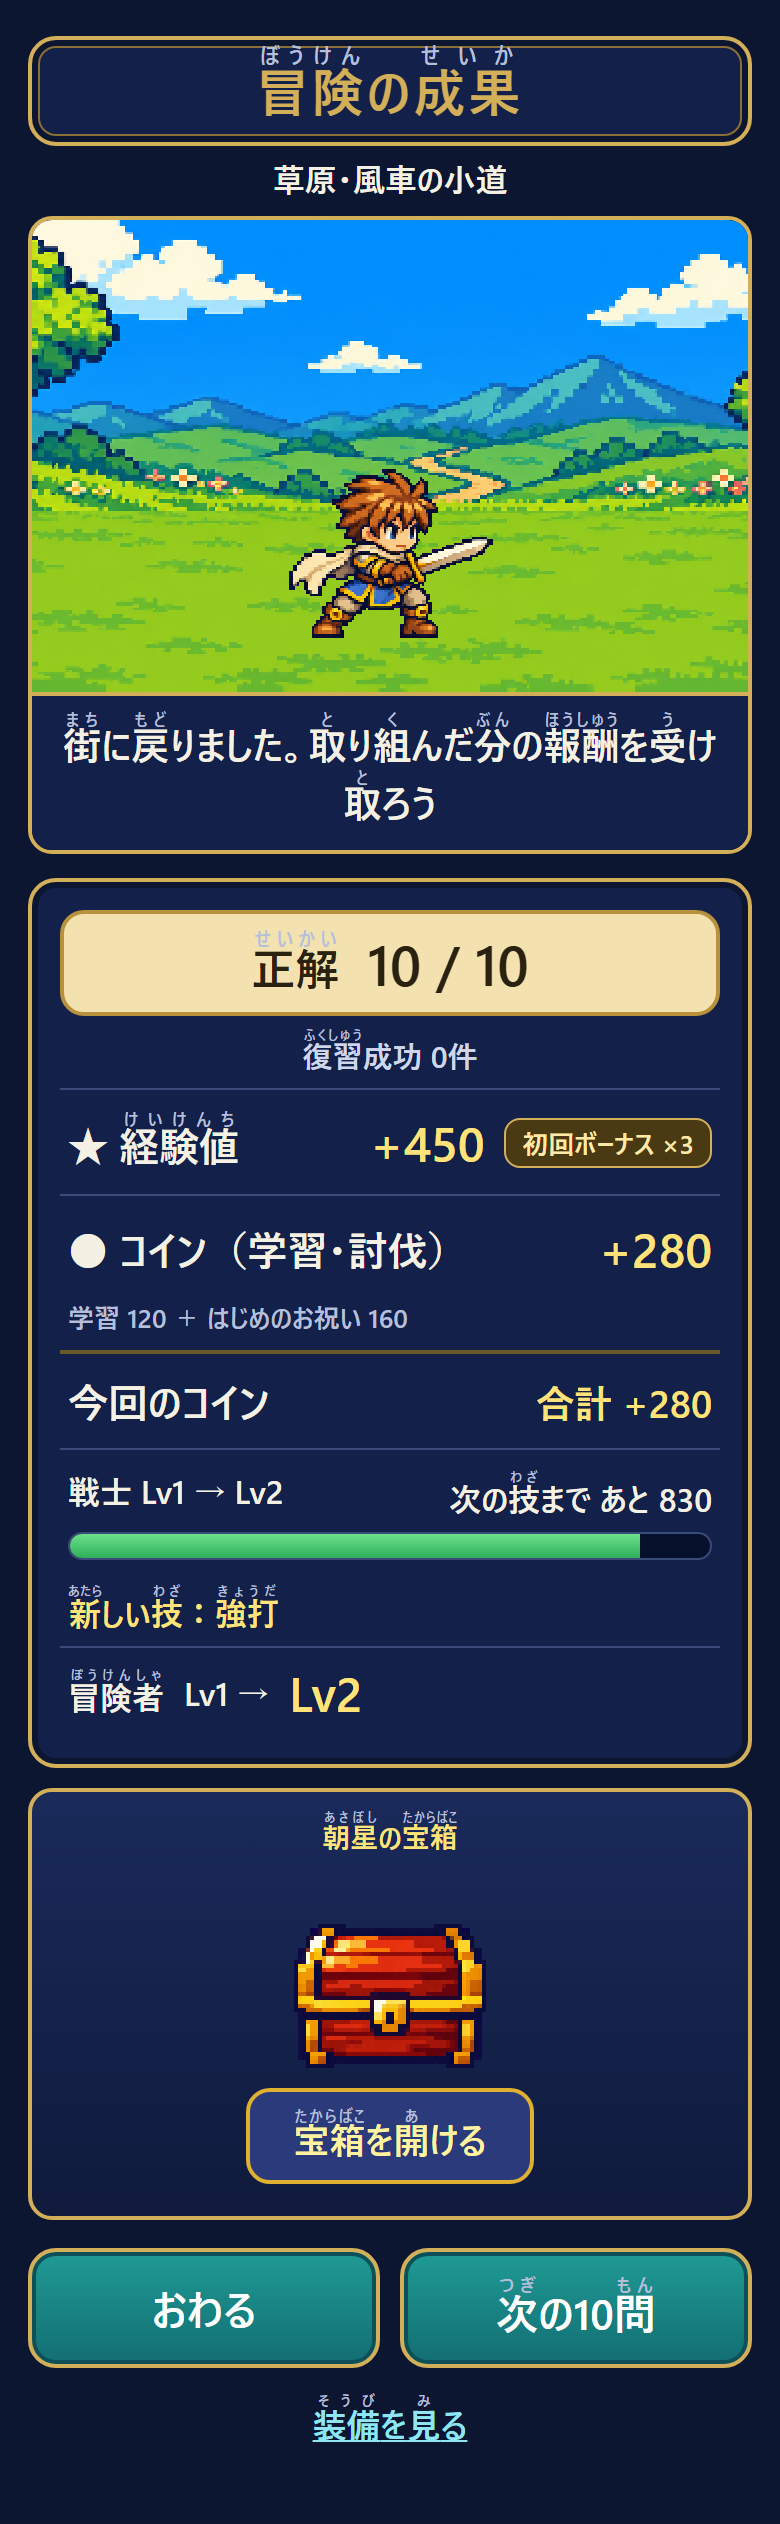 ぼうけん せいか
冒険の成果
草原・風車の小道
まち もど と く ぶん ほうしゅう う
街に戻りました。取り組んだ分の報酬を受け
と
取ろう
せいかい
正解 10 / 10
ふくしゅう
復習成功 0件
けいけんち
★ 経験値 +450 初回ボーナス ×3
● コイン（学習・討伐） +280
学習 120 ＋ はじめのお祝い 160
今回のコイン 合計 +280
わざ
戦士 Lv1 → Lv2 次の技まで あと 830
あたら わざ きょうだ
新しい技：強打
ぼうけんしゃ
冒険者 Lv1 → Lv2
あさぼし たからばこ
朝星の宝箱
たからばこ あ
宝箱を開ける
おわる
つぎ もん
次の10問
そうび み
装備を見る